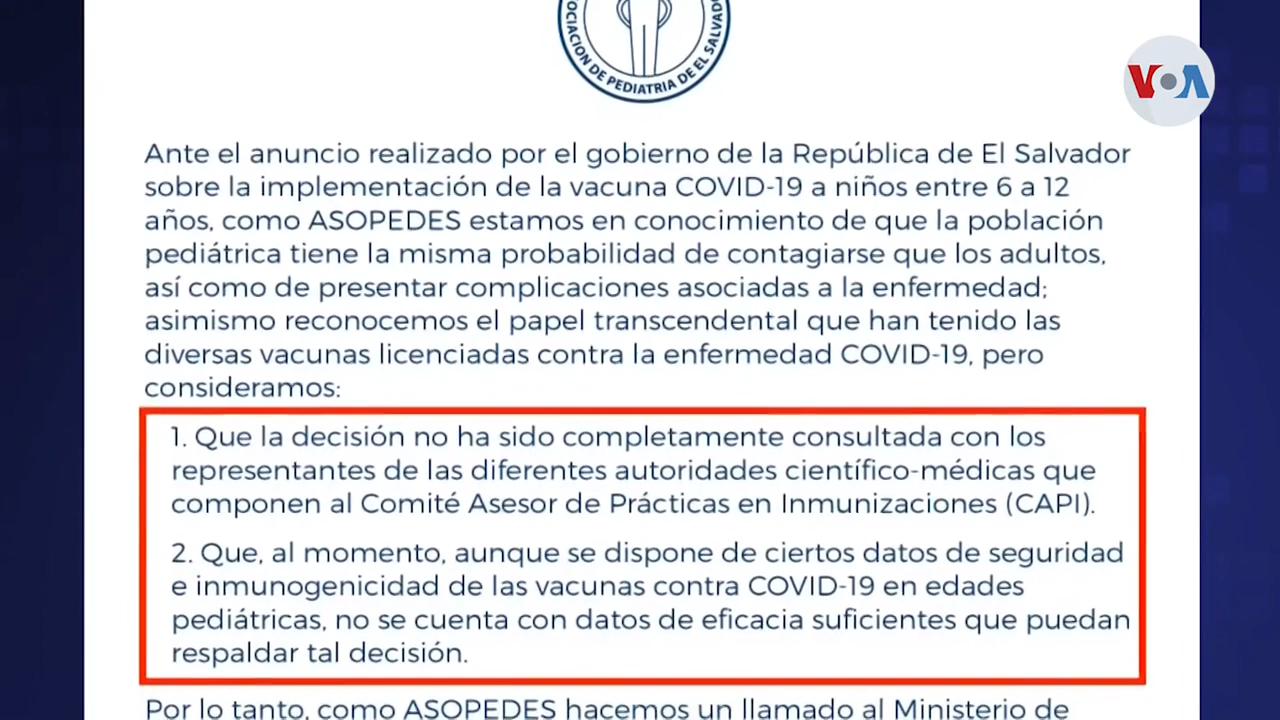 OCIACION DE PEDIATRIA DE EL SALVADO
VOA
Ante el anuncio realizado por el gobierno de la República de El Salvador
sobre la implementación de la vacuna COVID-19 a niños entre 6 a 12
años, como ASOPEDES estamos en conocimiento de que la población
pediátrica tiene la misma probabilidad de contagiarse que los adultos,
así como de presentar complicaciones asociadas a la enfermedad;
asimismo reconocemos el papel transcendental que han tenido las
diversas vacunas licenciadas contra la enfermedad COVID-19, pero
consideramos:
1. Que la decisión no ha sido completamente consultada con los
representantes de las diferentes autoridades científico-médicas que
componen al Comité Asesor de Prácticas en Inmunizaciones (CAPI).
2. Que, al momento, aunque se dispone de ciertos datos de seguridad
e inmunogenicidad de las vacunas contra COVID-19 en edades
pediátricas, no se cuenta con datos de eficacia suficientes que puedan
respaldar tal decisión.
Por lo tanto, como ASOPEDES hacemos un llamado al Ministerio de